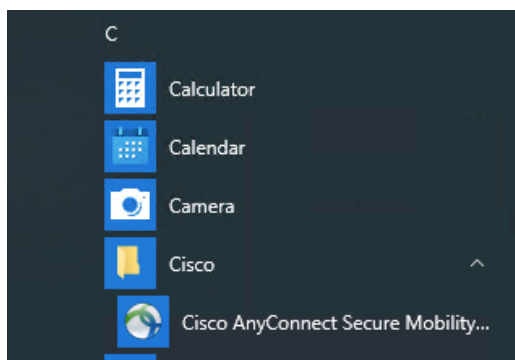 C
Calculator
Calendar
Camera
Cisco
Cisco AnyConnect Secure Mobility...